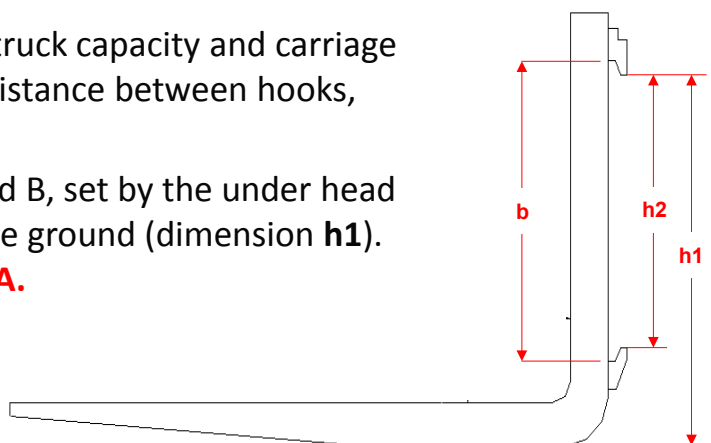 truck capacity and carriage
istance between hooks,
d B, set by the under head
e ground (dimension h1).
A.
b
h2
h1